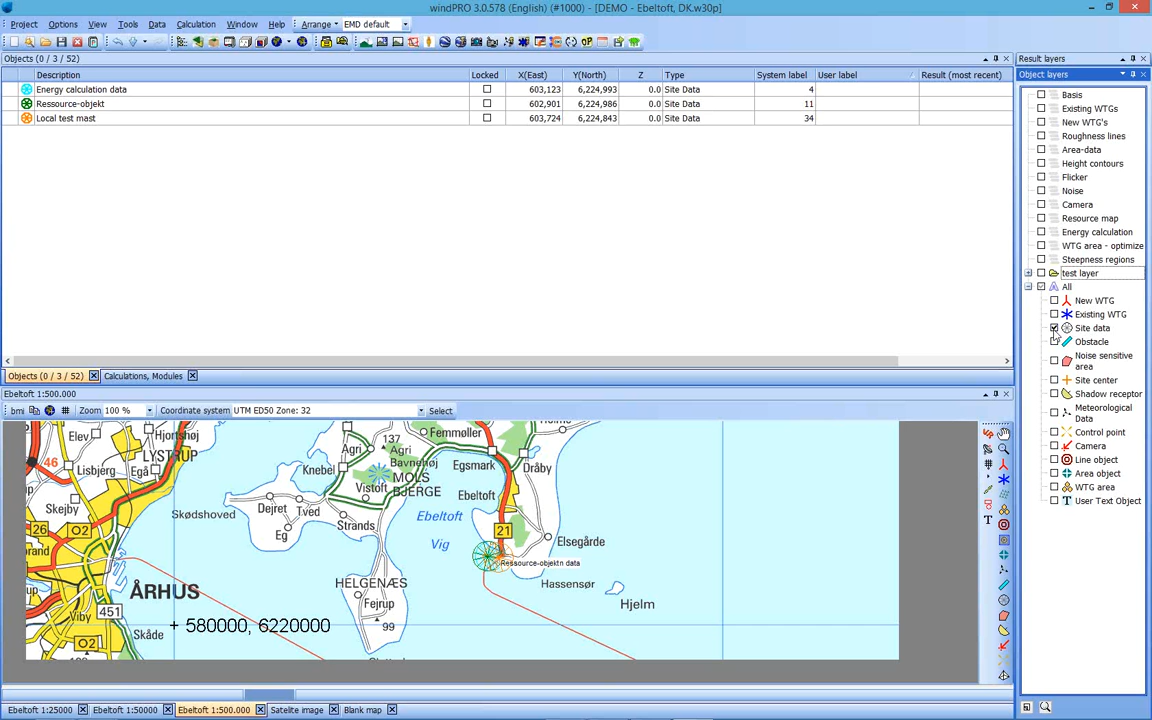 windPRO 3.0.578 (English) (#1000) - [DEMO - Ebeltoft, DK.w30p]
Project Options View Tools Data Calculation Window Help Arrange EMD default
Objects (0 / 3 / 52)
Description Locked X(East) Y(North) Z Type System label User label Result (most recent)
Energy calculation data 603,123 6,224,993 0.0 Site Data 4
Ressource-objekt 602,901 6,224,986 0.0 Site Data 11
Local test mast 603,724 6,224,843 0.0 Site Data 34
Objects (0 / 3 / 52) Calculations, Modules
Ebeltoft 1:500.000
bmi Zoom 100 % Coordinate system UTM ED50 Zone: 32 Select
Elev
Hjortshøj
LYSTRUP
46
Lisbjerg
Egå
Skejby
26
O2
ÅRHUS
451
Viby
O2
Skåde
+ 580000, 6220000
Skødshoved
Knebel
Agri
137
Agri
Bavnehøj
MOLS
BJERGE
Vistoft
Dejret
Tved
Strands
Eg
Femmøller
Egsmark
Dråby
Ebeltoft
Ebeltoft
Vig
21
Elsegårde
Ressource-objektn data
Hassensør
Hjelm
HELGENÆS
Fejrup
99
Ebeltoft 1:25000 Ebeltoft 1:50000 Ebeltoft 1:500.000 Satelite image Blank map
Result layers
Object layers
Basis
Existing WTGs
New WTG's
Roughness lines
Area-data
Height contours
Flicker
Noise
Camera
Resource map
Energy calculation
WTG area - optimize
Steepness regions
test layer
All
New WTG
Existing WTG
Site data
Obstacle
Noise sensitive
area
Site center
Shadow receptor
Meteorological
Data
Control point
Camera
Line object
Area object
WTG area
User Text Object